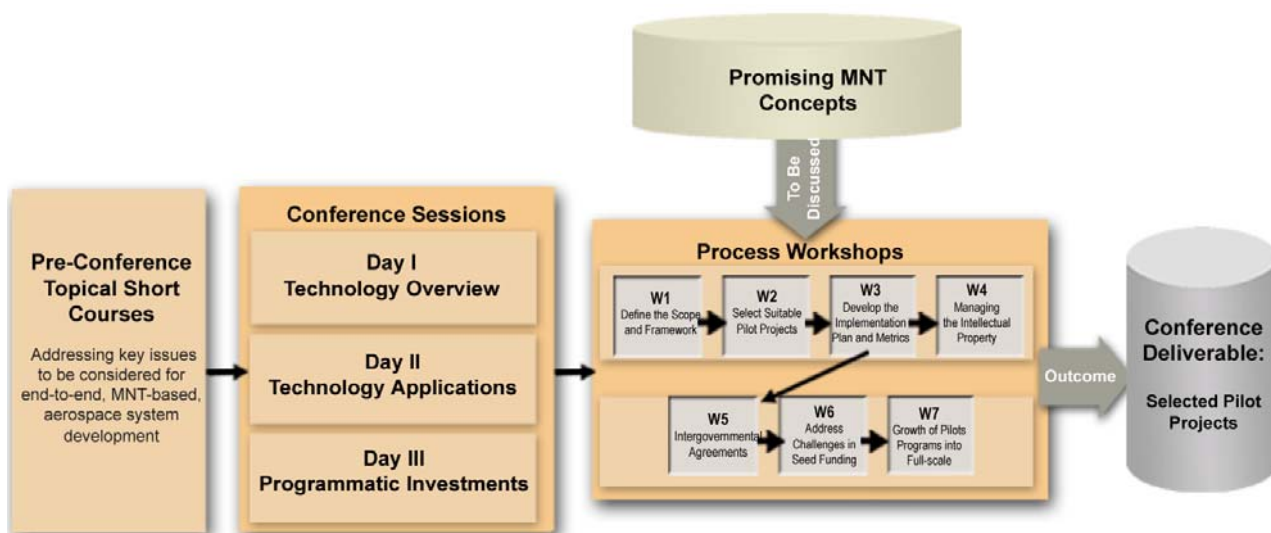 Promising MNT
Concepts
To Be
Discussed
Pre-Conference
Topical Short
Courses
Addressing key issues
to be considered for
end-to-end, MNT-based,
aerospace system
development
Conference Sessions
Day I
Technology Overview
Day II
Technology Applications
Day III
Programmatic Investments
Process Workshops
W1
Define the Scope
and Framework
W2
Select Suitable
Pilot Projects
W3
Develop the
Implementation
Plan and Metrics
W4
Managing
the Intellectual
Property
W5
Intergovernmental
Agreements
W6
Address
Challenges in
Seed Funding
W7
Growth of Pilots
Programs into
Full-scale
Outcome
Conference
Deliverable:
Selected Pilot
Projects